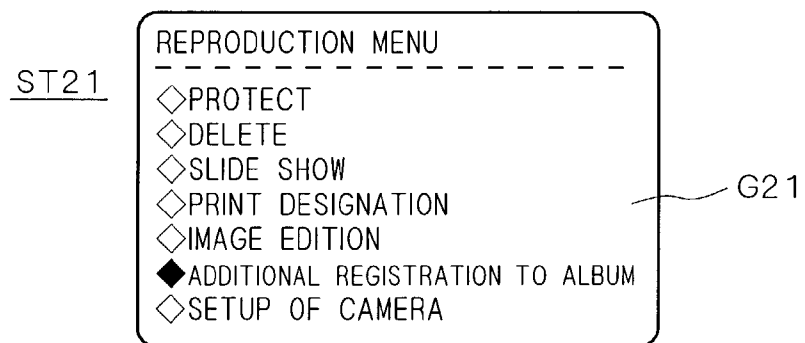 REPRODUCTION MENU
ST21
◇PROTECT
◇DELETE
◇SLIDE SHOW
◇PRINT DESIGNATION
G21
◇IMAGE EDITION
◆ADDITIONAL REGISTRATION TO ALBUM
◇SETUP OF CAMERA